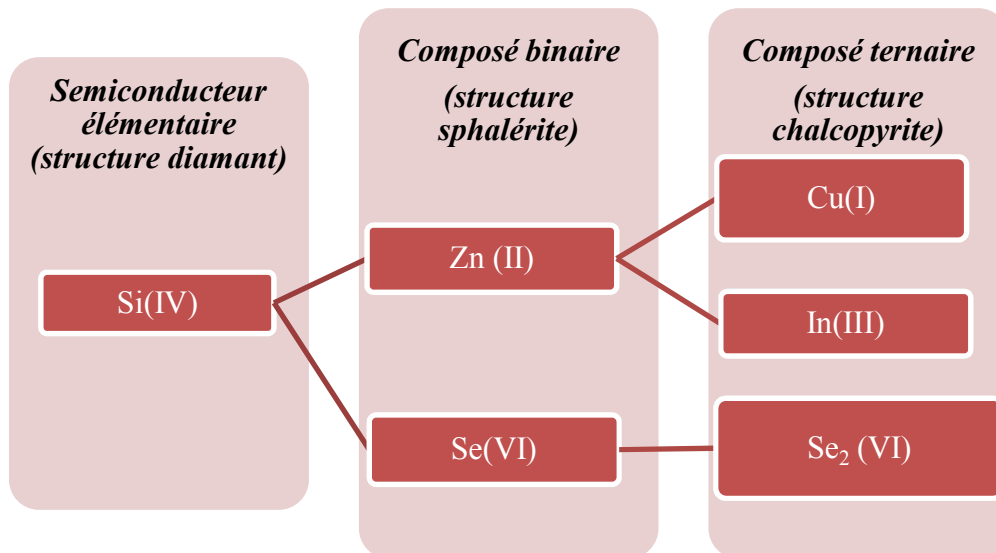 Semiconducteur
élémentaire
(structure diamant)
Si(IV)
Composé binaire
(structure
sphalérite)
Zn (II)
Se(VI)
Composé ternaire
(structure
chalcopyrite)
Cu(I)
In(III)
Se₂ (VI)